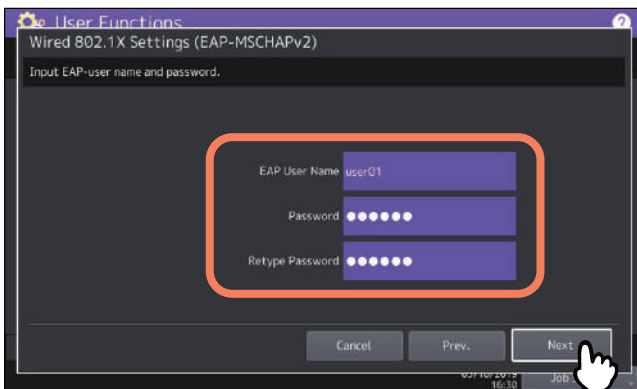 User Functions
?
Wired 802.1X Settings (EAP-MSCHAPv2)
Input EAP-user name and password.
EAP User Name user01
Password ●●●●●●
Retype Password ●●●●●●
Cancel Prev. Next
16:30 Job